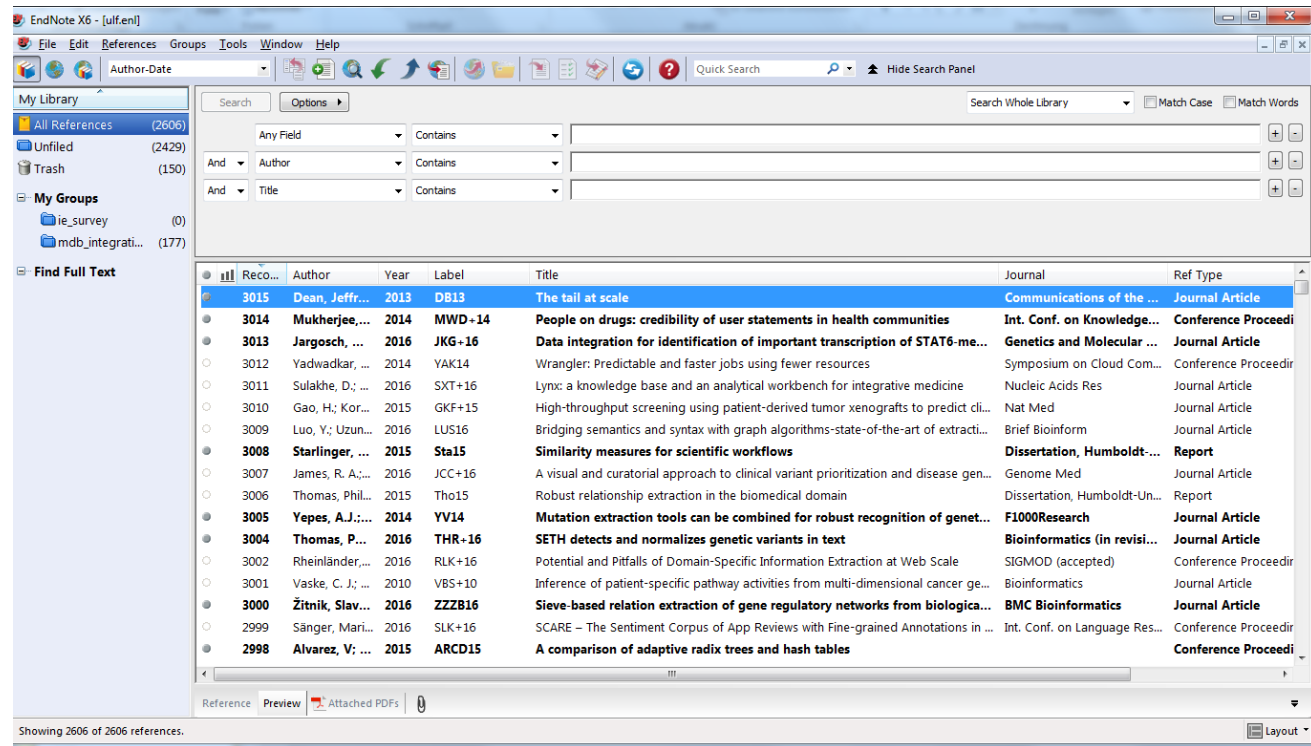 EndNote X6 - [ulf.enl]
File Edit References Groups Tools Window Help
Author-Date Quick Search Hide Search Panel
My Library
All References (2606)
Unfiled (2429)
Trash (150)
My Groups
ie_survey (0)
mdb_integrati... (177)
Find Full Text
Search Options Search Whole Library Match Case Match Words
Any Field Contains + -
And Author Contains + -
And Title Contains + -
Reco... Author Year Label Title Journal Ref Type
3015 Dean, Jeffr... 2013 DB13 The tail at scale Communications of the ... Journal Article
3014 Mukherjee,... 2014 MWD+14 People on drugs: credibility of user statements in health communities Int. Conf. on Knowledge... Conference Proceedi
3013 Jargosch, ... 2016 JKG+16 Data integration for identification of important transcription of STAT6-me... Genetics and Molecular ... Journal Article
3012 Yadwadkar, ... 2014 YAK14 Wrangler: Predictable and faster jobs using fewer resources Symposium on Cloud Com... Conference Proceedin
3011 Sulakhe, D.; ... 2016 SXT+16 Lynx: a knowledge base and an analytical workbench for integrative medicine Nucleic Acids Res Journal Article
3010 Gao, H.; Kor... 2015 GKF+15 High-throughput screening using patient-derived tumor xenografts to predict cli... Nat Med Journal Article
3009 Luo, Y.; Uzun... 2016 LUS16 Bridging semantics and syntax with graph algorithms-state-of-the-art of extracti... Brief Bioinform Journal Article
3008 Starlinger, ... 2015 Sta15 Similarity measures for scientific workflows Dissertation, Humboldt-... Report
3007 James, R. A.;... 2016 JCC+16 A visual and curatorial approach to clinical variant prioritization and disease gen... Genome Med Journal Article
3006 Thomas, Phil... 2015 Tho15 Robust relationship extraction in the biomedical domain Dissertation, Humboldt-Un... Report
3005 Yepes, A.J.;... 2014 YV14 Mutation extraction tools can be combined for robust recognition of genet... F1000Research Journal Article
3004 Thomas, P... 2016 THR+16 SETH detects and normalizes genetic variants in text Bioinformatics (in revisi... Journal Article
3002 Rheinländer,... 2016 RLK+16 Potential and Pitfalls of Domain-Specific Information Extraction at Web Scale SIGMOD (accepted) Conference Proceedin
3001 Vaske, C. J.; ... 2010 VBS+10 Inference of patient-specific pathway activities from multi-dimensional cancer ge... Bioinformatics Journal Article
3000 Žitnik, Slav... 2016 ZZZB16 Sieve-based relation extraction of gene regulatory networks from biologica... BMC Bioinformatics Journal Article
2999 Sänger, Mari... 2016 SLK+16 SCARE – The Sentiment Corpus of App Reviews with Fine-grained Annotations in ... Int. Conf. on Language Res... Conference Proceedin
2998 Alvarez, V; ... 2015 ARCD15 A comparison of adaptive radix trees and hash tables Conference Proceedi
Reference Preview Attached PDFs
Showing 2606 of 2606 references. Layout